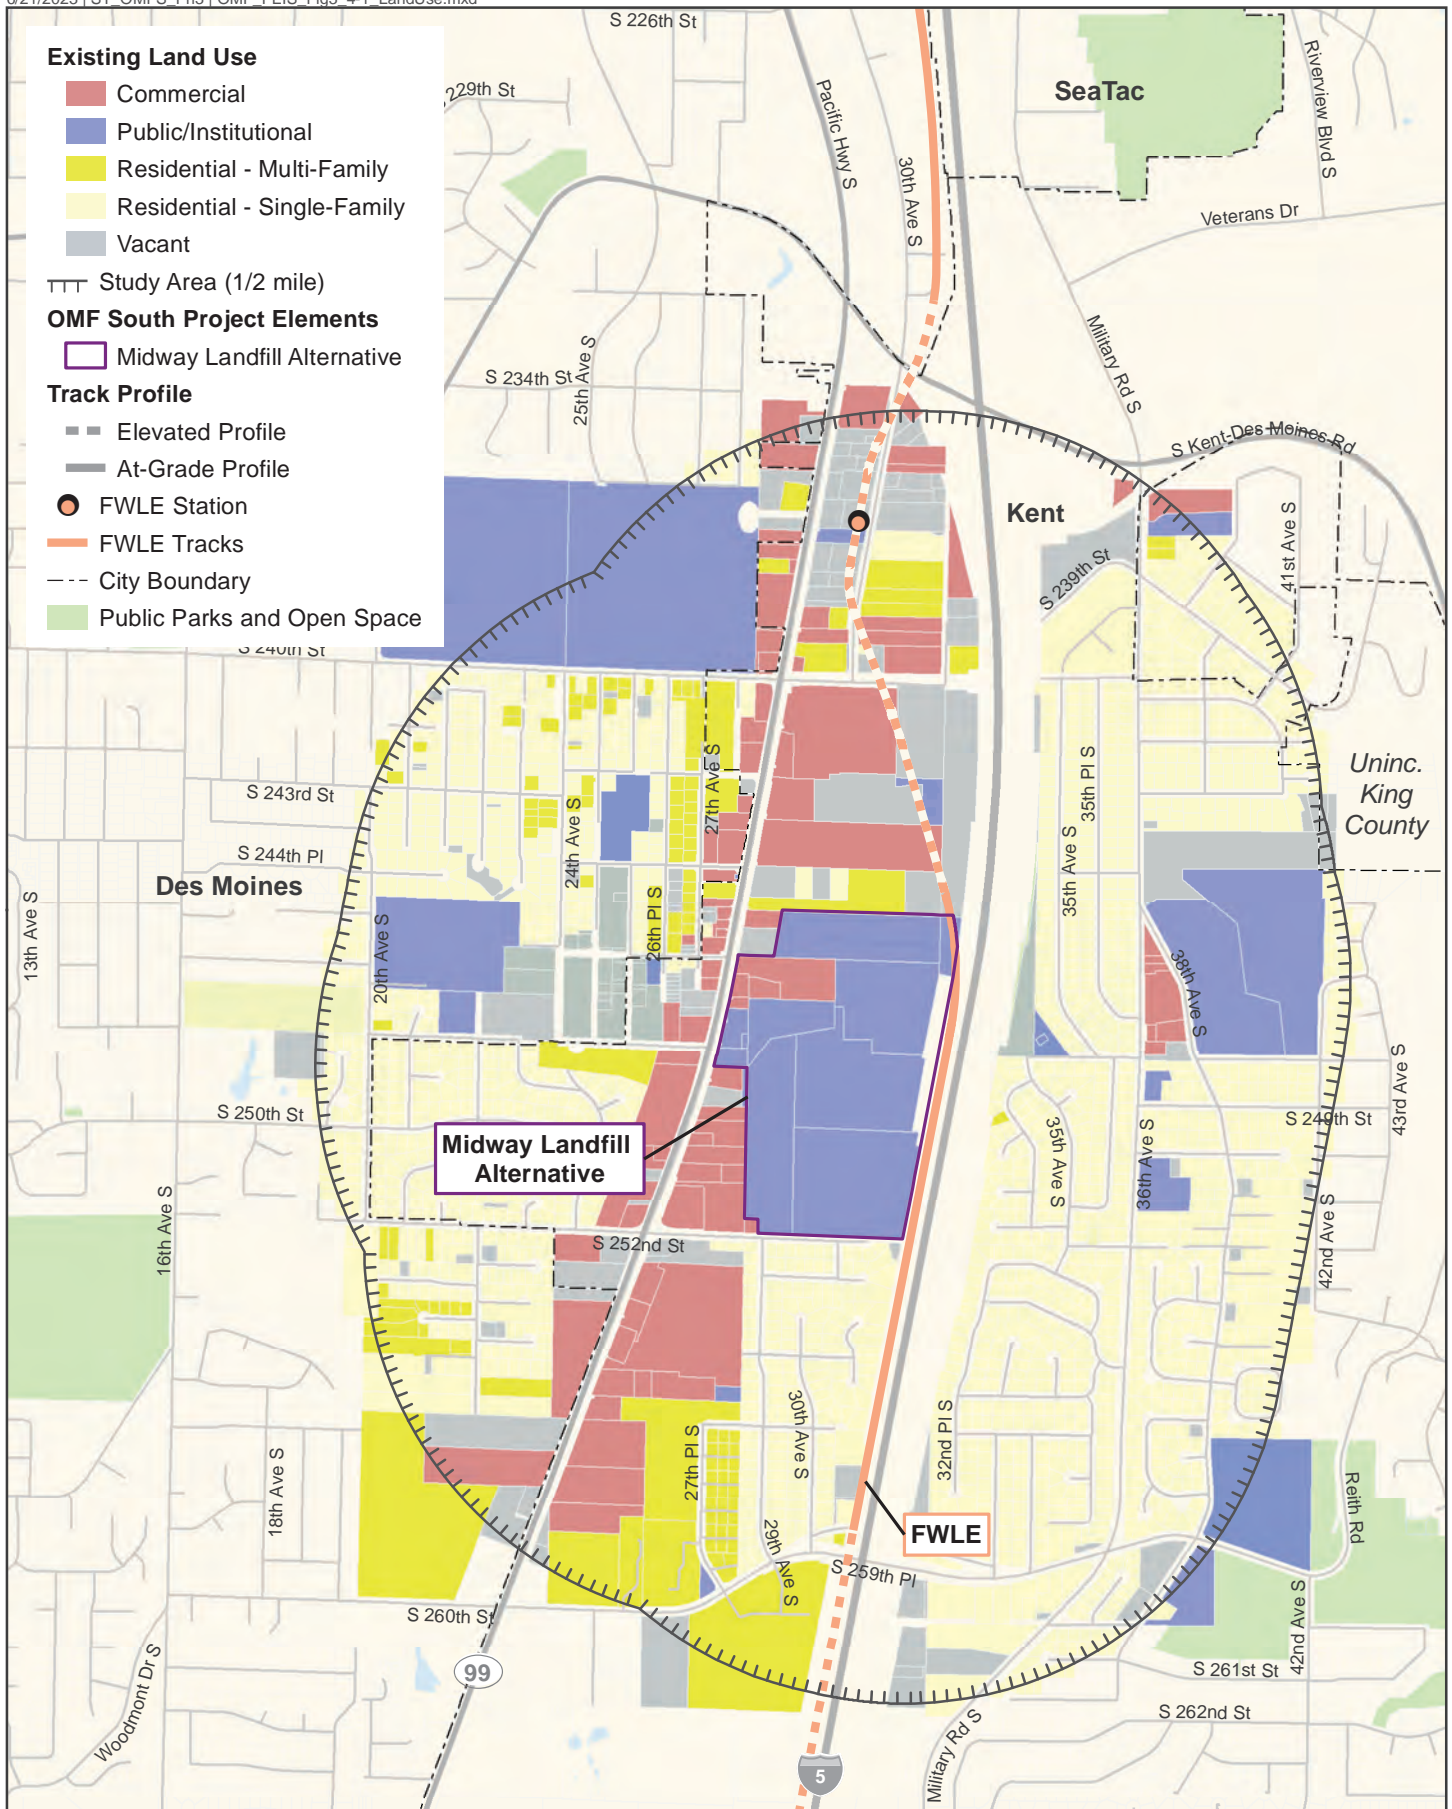 S 226th St
Existing Land Use
Commercial
Public/Institutional
Residential - Multi-Family
Residential - Single-Family
Vacant
Study Area (1/2 mile)
OMF South Project Elements
Midway Landfill Alternative
Track Profile
Elevated Profile
At-Grade Profile
FWLE Station
FWLE Tracks
City Boundary
Public Parks and Open Space
229th St
Pacific Hwy S
30th Ave S
SeaTac
Riverview Blvd S
Veterans Dr
Military Rd S
S 234th St
25th Ave S
S Kent-Des Moines Rd
Kent
S 239th St
41st Ave S
S 240th St
Uninc.
King
County
S 243rd St
27th Ave S
35th Pl S
24th Ave S
35th Ave S
S 244th Pl
Des Moines
13th Ave S
20th Ave S
26th Pl S
38th Ave S
43rd Ave S
S 250th St
S 249th St
Midway Landfill
Alternative
35th Ave S
36th Ave S
16th Ave S
42nd Ave S
S 252nd St
30th Ave S
32nd Pl S
27th Pl S
18th Ave S
Reith Rd
FWLE
29th Ave S
S 259th Pl
S 260th St
42nd Ave S
S 261st St
99
Woodmont Dr S
S 262nd St
Military Rd S
5